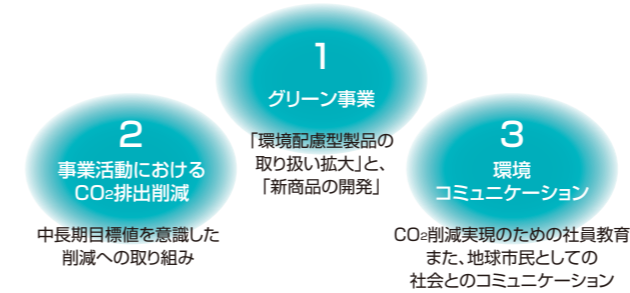 1
グリーン事業
「環境配慮型製品の
取り扱い拡大」と、
「新商品の開発」
2
事業活動における
CO2排出削減
中長期目標値を意識した
削減への取り組み
3
環境
コミュニケーション
CO2削減実現のための社員教育
また、地球市民としての
社会とのコミュニケーション